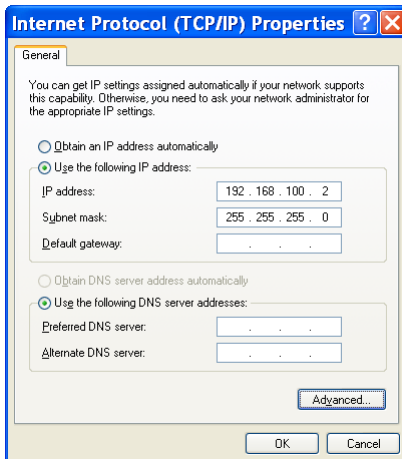 Internet Protocol (TCP/IP) Properties
General
You can get IP settings assigned automatically if your network supports
this capability. Otherwise, you need to ask your network administrator for
the appropriate IP settings.
Obtain an IP address automatically
Use the following IP address:
IP address: 192 . 168 . 100 . 2
Subnet mask: 255 . 255 . 255 . 0
Default gateway: . . .
Obtain DNS server address automatically
Use the following DNS server addresses:
Preferred DNS server: . . .
Alternate DNS server: . . .
Advanced...
OK Cancel